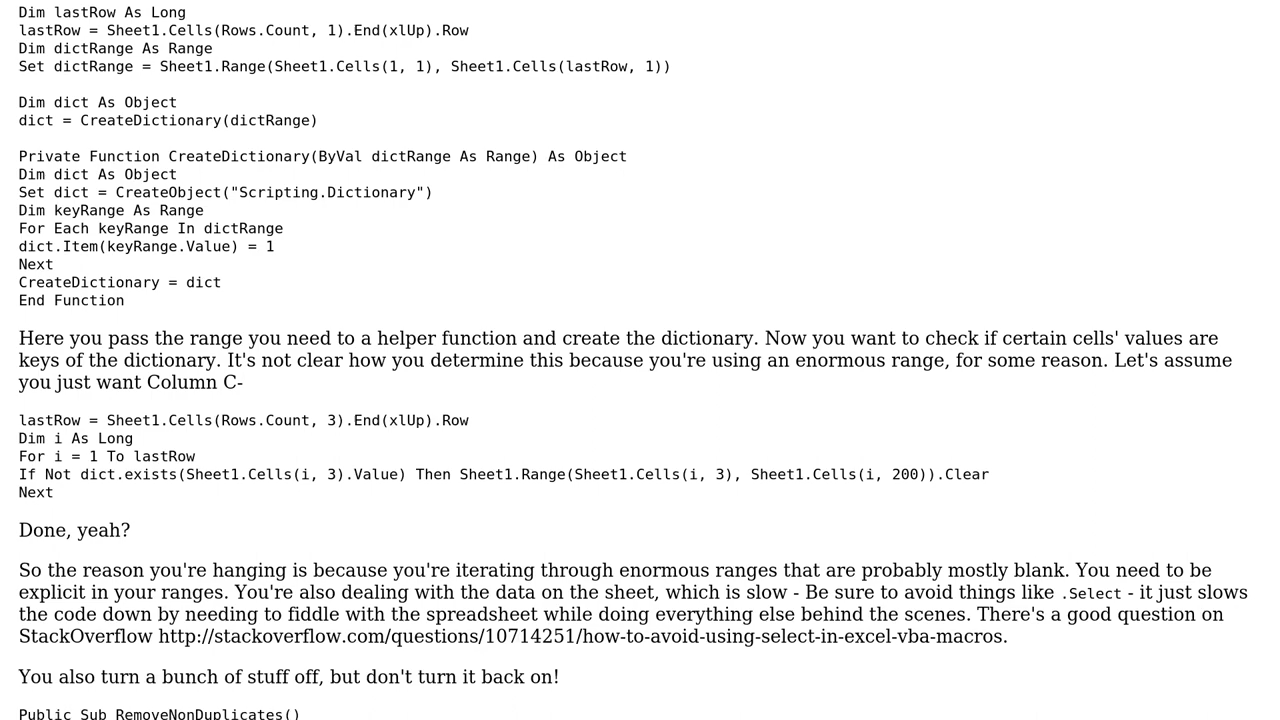 Dim lastRow As Long
lastRow = Sheet1.Cells(Rows.Count, 1).End(xlUp).Row
Dim dictRange As Range
Set dictRange = Sheet1.Range(Sheet1.Cells(1, 1), Sheet1.Cells(lastRow, 1))
Dim dict As Object
dict = CreateDictionary(dictRange)
Private Function CreateDictionary(ByVal dictRange As Range) As Object
Dim dict As Object
Set dict = CreateObject("Scripting.Dictionary")
Dim keyRange As Range
For Each keyRange In dictRange
dict.Item(keyRange.Value) = 1
Next
CreateDictionary = dict
End Function
Here you pass the range you need to a helper function and create the dictionary. Now you want to check if certain cells' values are
keys of the dictionary. It's not clear how you determine this because you're using an enormous range, for some reason. Let's assume
you just want Column C-
lastRow = Sheet1.Cells(Rows.Count, 3).End(xlUp).Row
Dim i As Long
For i = 1 To lastRow
If Not dict.exists(Sheet1.Cells(i, 3).Value) Then Sheet1.Range(Sheet1.Cells(i, 3), Sheet1.Cells(i, 200)).Clear
Next
Done, yeah?
So the reason you're hanging is because you're iterating through enormous ranges that are probably mostly blank. You need to be
explicit in your ranges. You're also dealing with the data on the sheet, which is slow - Be sure to avoid things like .Select - it just slows
the code down by needing to fiddle with the spreadsheet while doing everything else behind the scenes. There's a good question on
StackOverflow http://stackoverflow.com/questions/10714251/how-to-avoid-using-select-in-excel-vba-macros.
You also turn a bunch of stuff off, but don't turn it back on!
Public Sub RemoveNonDuplicates()